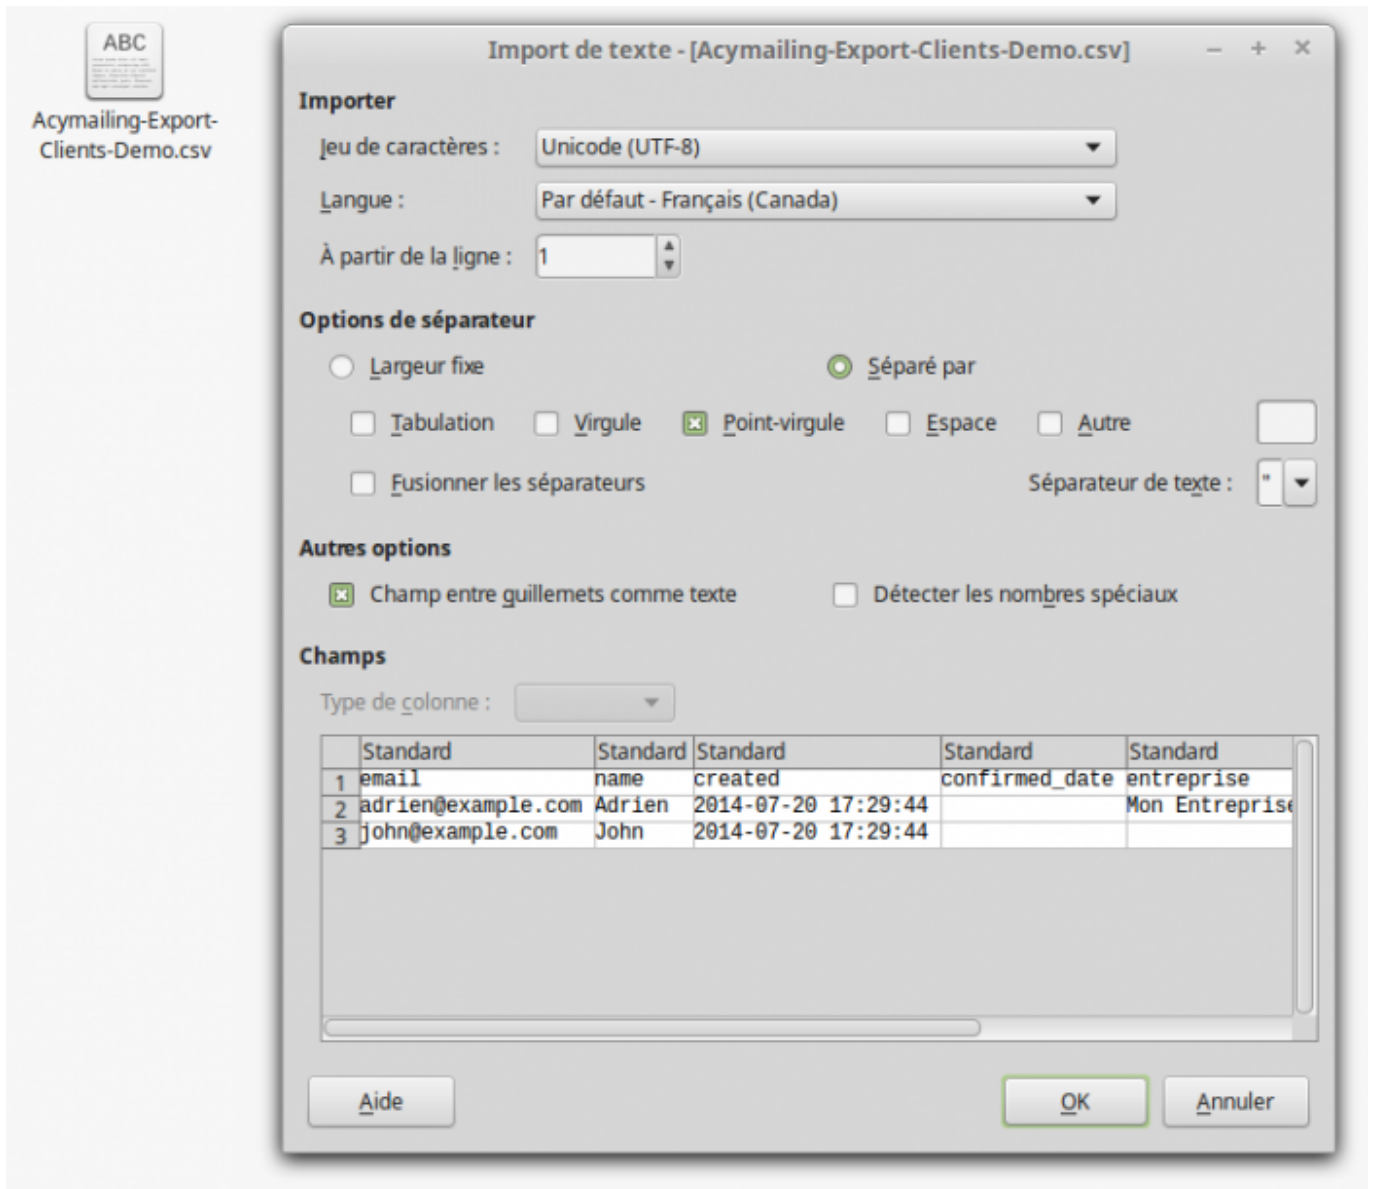 ABC
Acymailing-Export-
Clients-Demo.csv
Import de texte - [Acymailing-Export-Clients-Demo.csv]
Importer
Jeu de caractères : Unicode (UTF-8)
Langue : Par défaut - Français (Canada)
À partir de la ligne : 1
Options de séparateur
Largeur fixe Séparé par
Tabulation Virgule Point-virgule Espace Autre
Fusionner les séparateurs Séparateur de texte : "
Autres options
Champ entre guillemets comme texte Détecter les nombres spéciaux
Champs
Type de colonne :
Standard Standard Standard Standard Standard
1 email name created confirmed_date entreprise
2 adrien@example.com Adrien 2014-07-20 17:29:44 Mon Entreprise
3 john@example.com John 2014-07-20 17:29:44
Aide OK Annuler